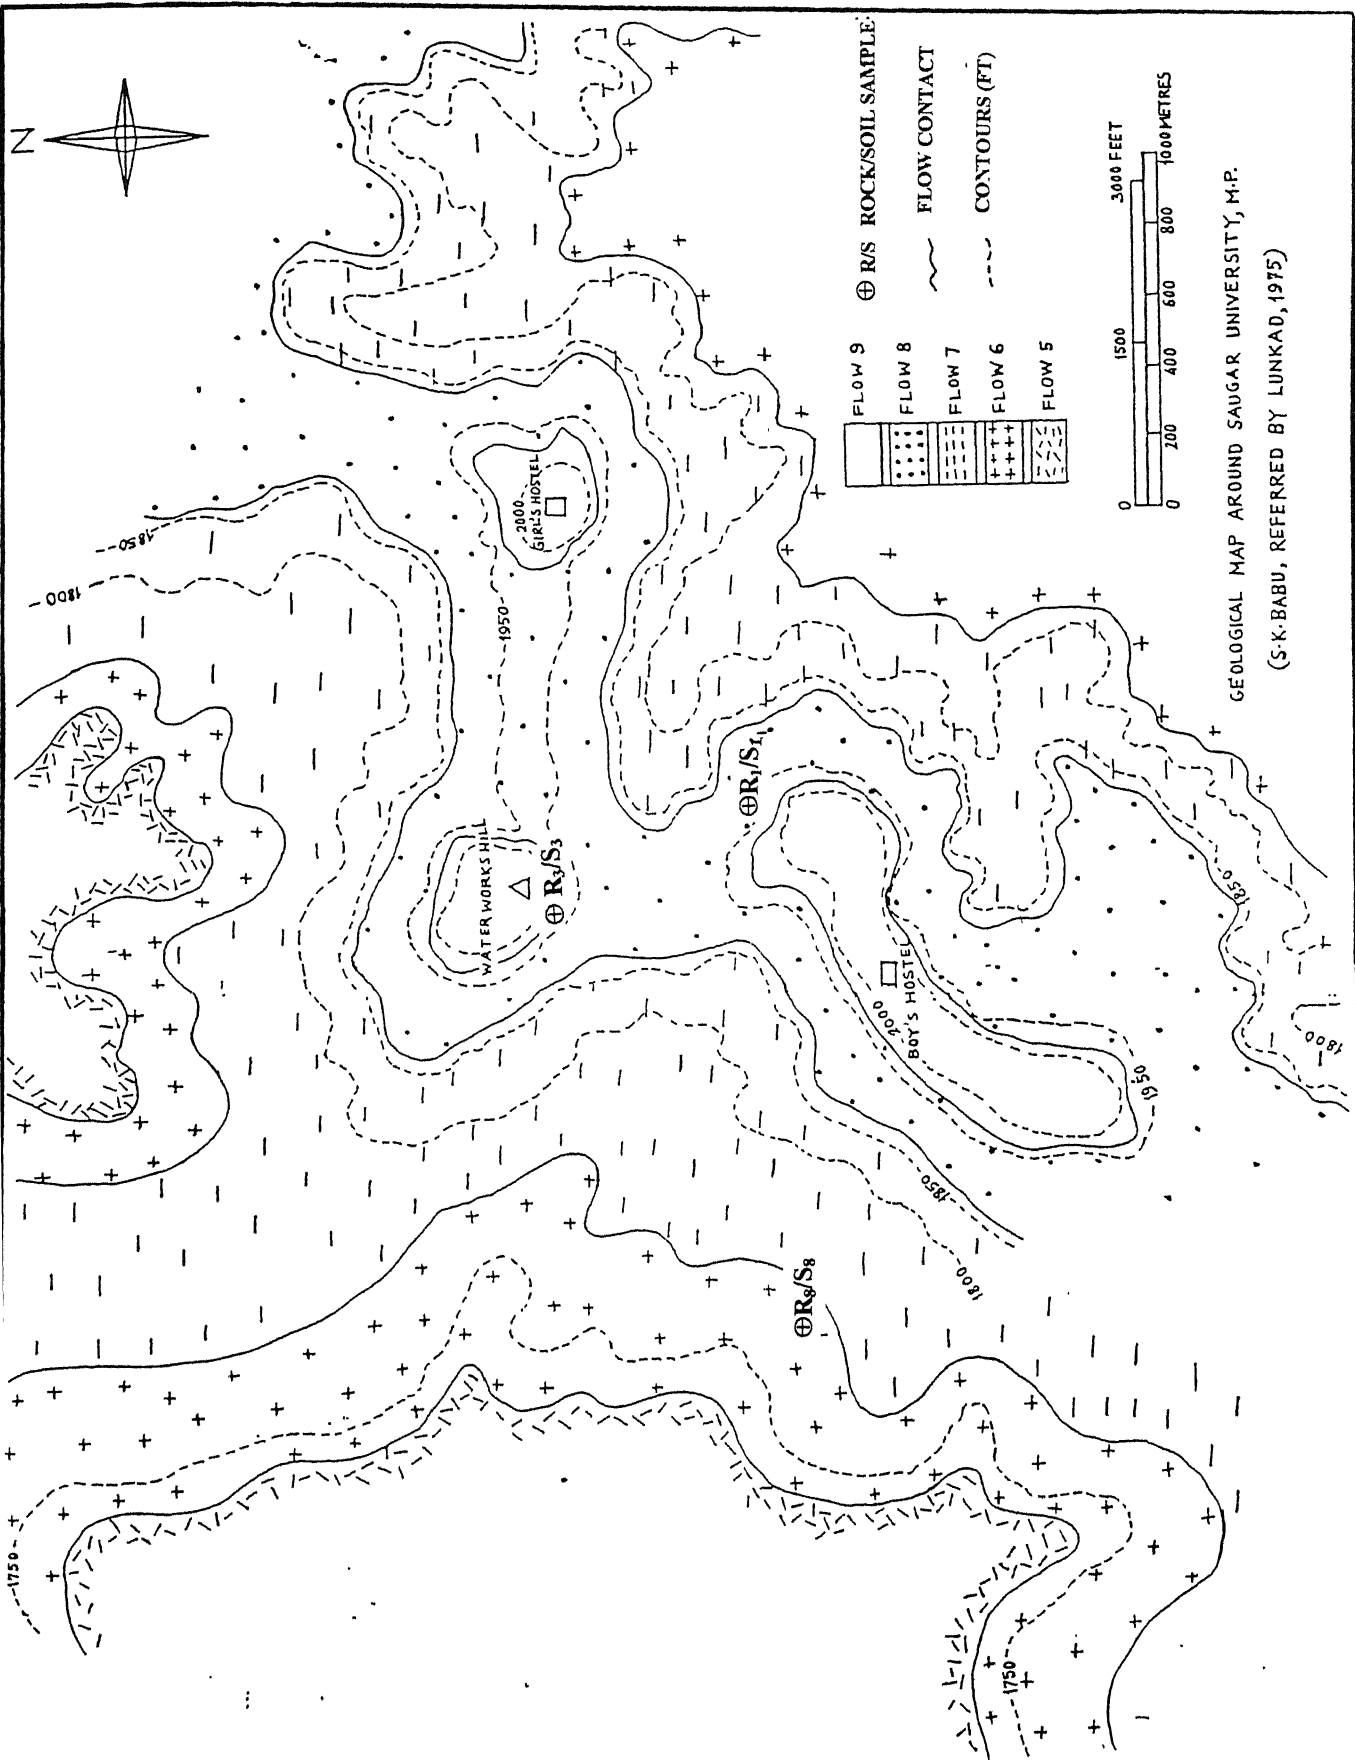 N
⊕ R/S ROCK/SOIL SAMPLE
FLOW CONTACT
CONTOURS (FT)
FLOW 9
FLOW 8
FLOW 7
FLOW 6
FLOW 5
0 1500 3000 FEET
0 200 400 600 800 1000 METRES
GEOLOGICAL MAP AROUND SAUGAR UNIVERSITY, M.P.
(S.K. BABU, REFERRED BY LUNKAD, 1975)
1850
1800
2000
GIRL'S HOSTEL
1950
WATER WORKS HILL
⊕ R3/S3
⊕R1/S1
2000
BOY'S HOSTEL
1950
1850
1800
1850
1800
⊕R8/S8
1750
1750